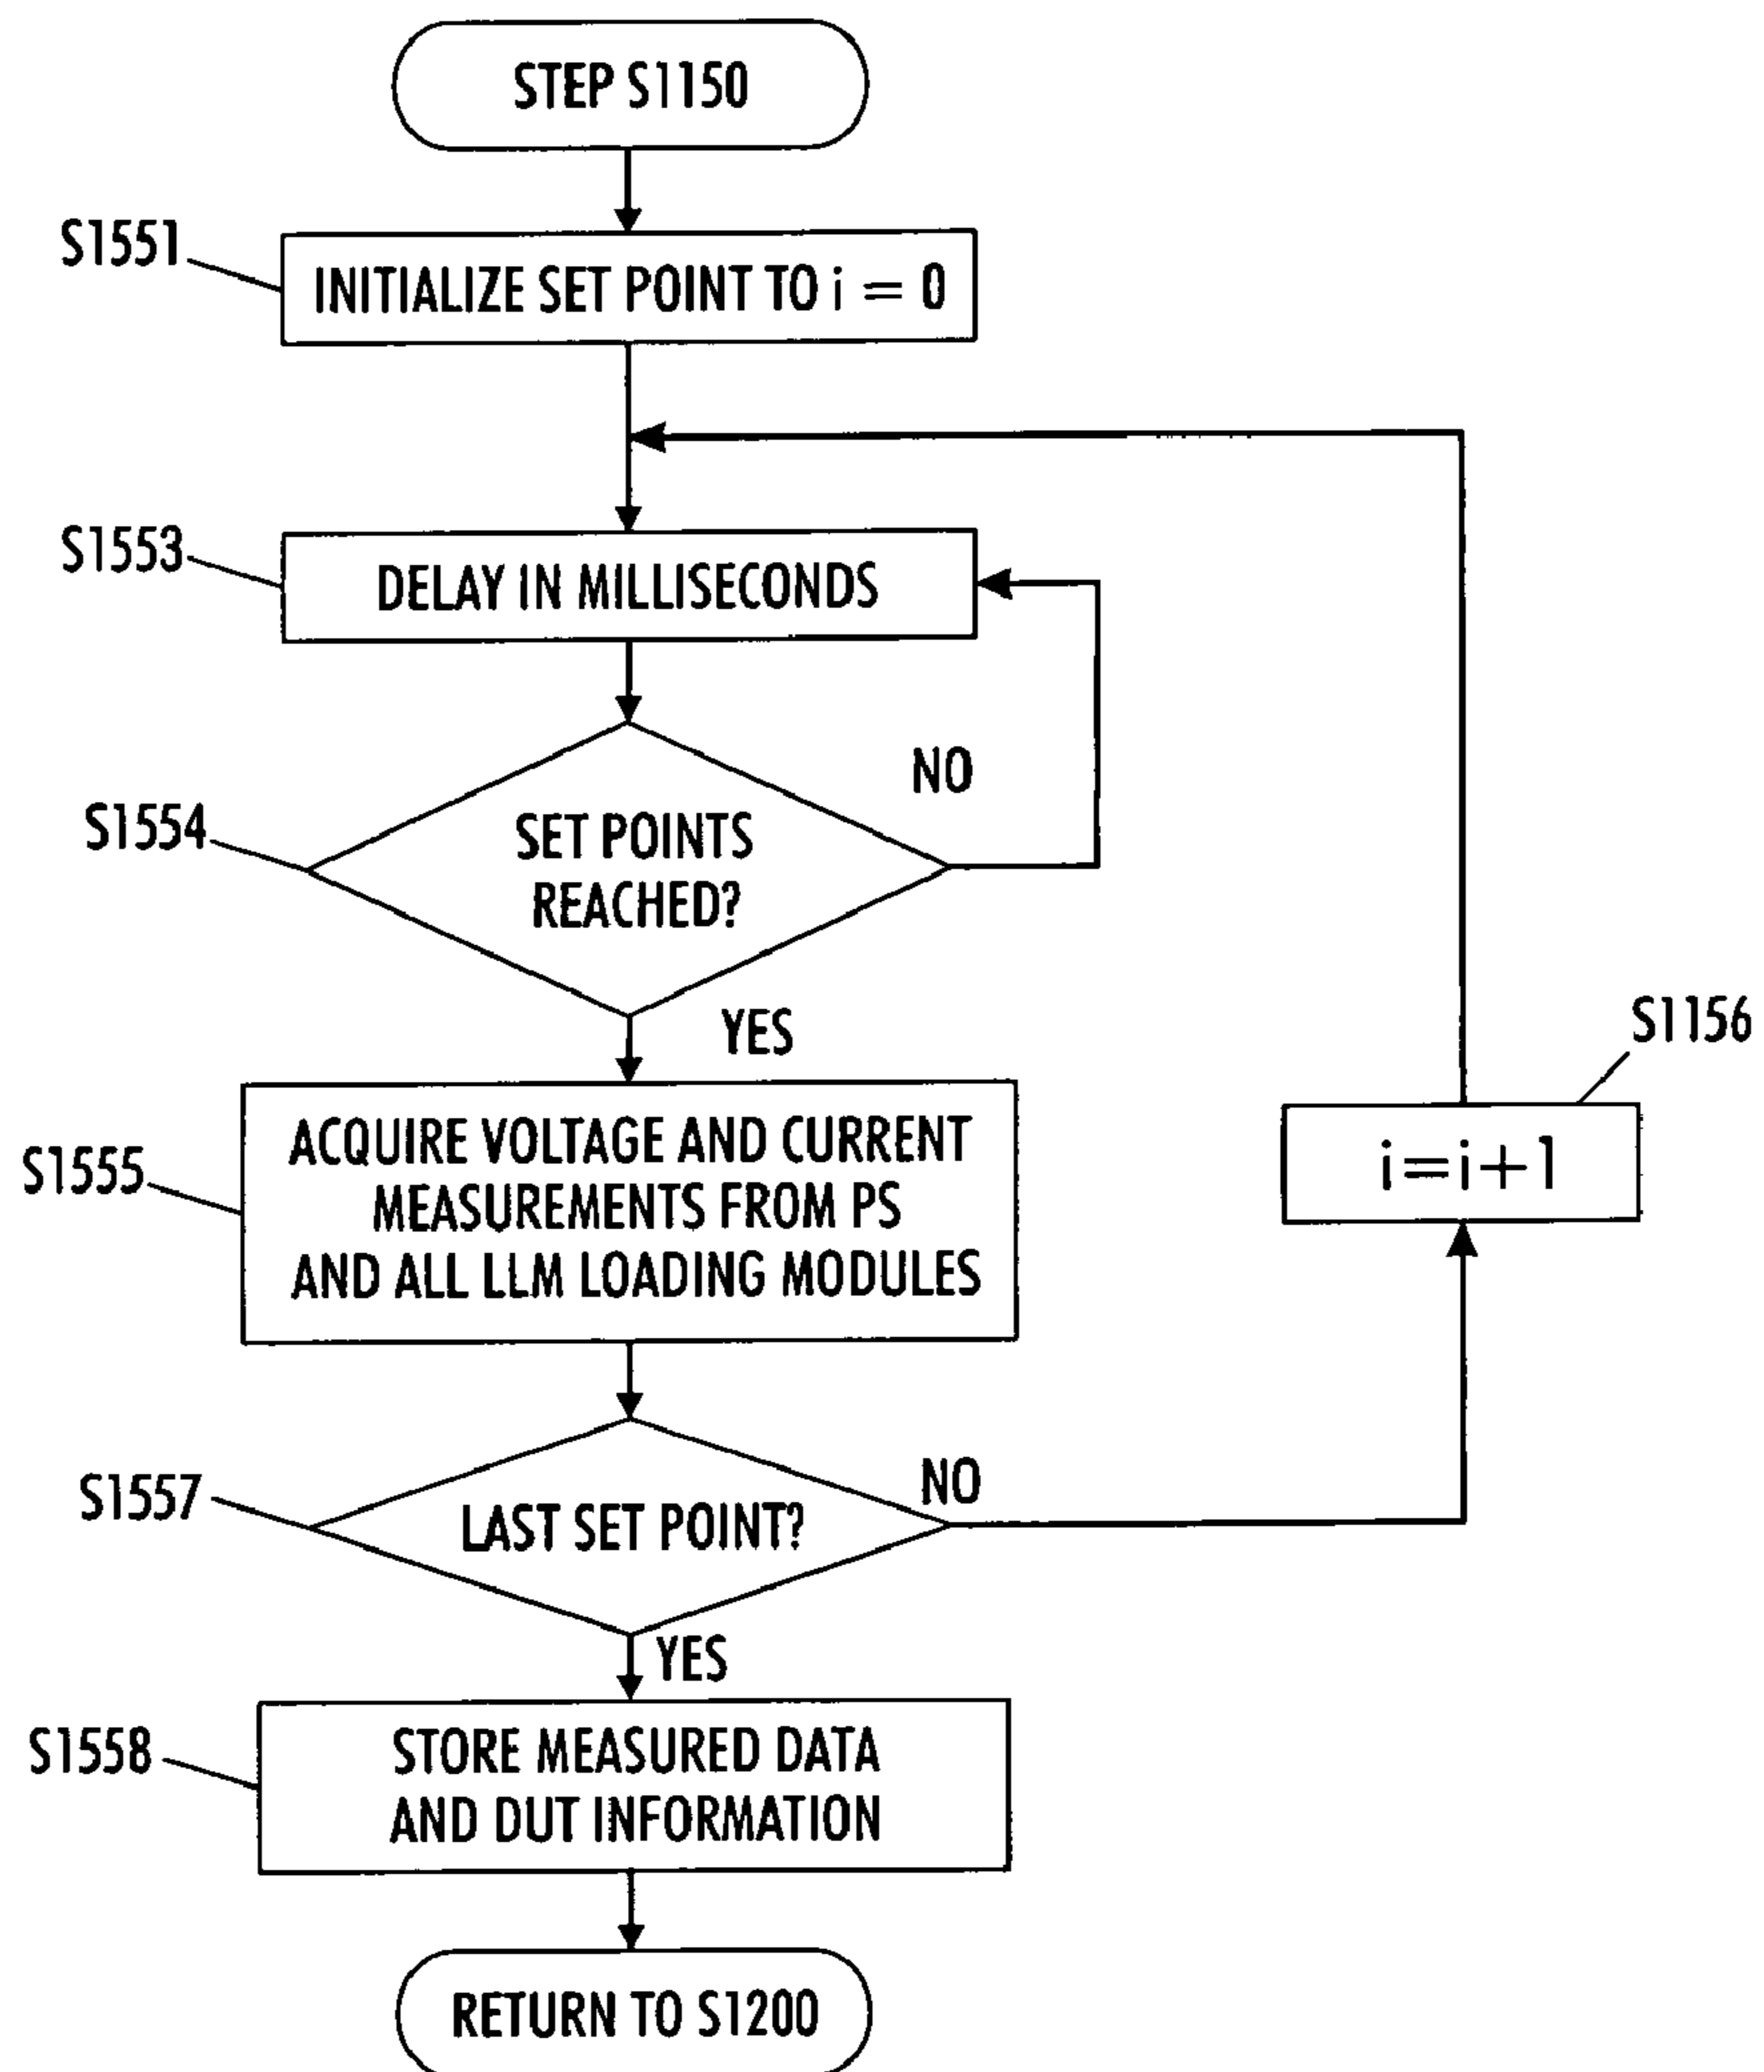 STEP S1150
S1551
INITIALIZE SET POINT TO i = 0
S1553
DELAY IN MILLISECONDS
NO
S1554
SET POINTS
REACHED?
YES
S1156
ACQUIRE VOLTAGE AND CURRENT
MEASUREMENTS FROM PS
AND ALL LLM LOADING MODULES
S1555
i=i+1
NO
S1557
LAST SET POINT?
YES
S1558
STORE MEASURED DATA
AND DUT INFORMATION
RETURN TO S1200